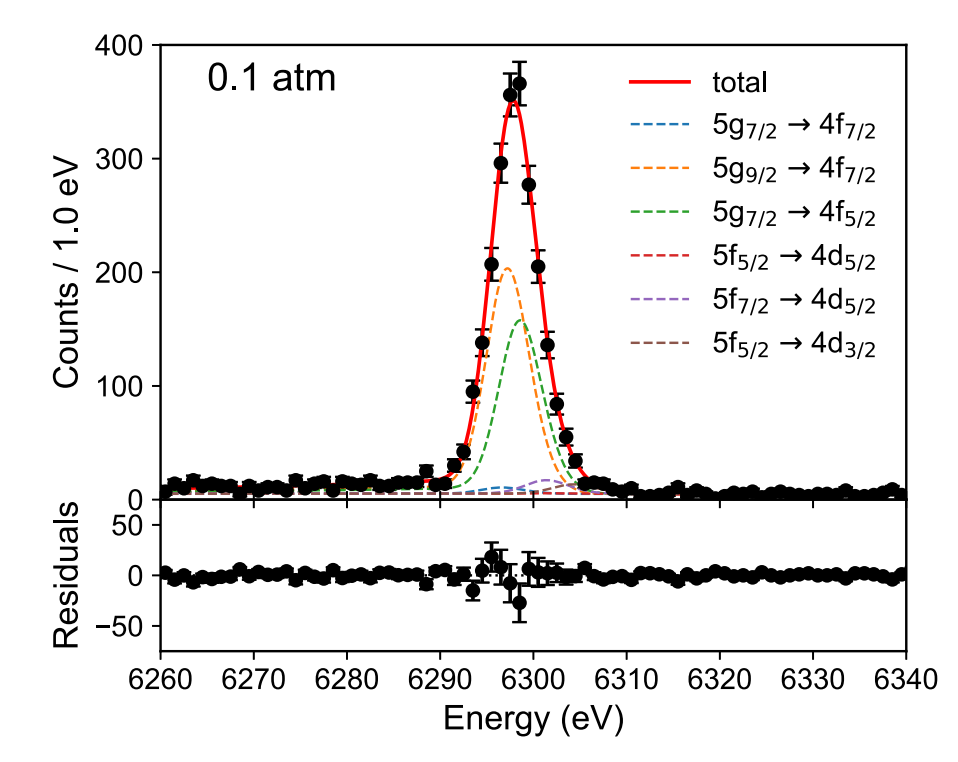 400
300
200
100
0
Counts / 1.0 eV
0.1 atm
total
5g7/2 → 4f7/2
5g9/2 → 4f7/2
5g7/2 → 4f5/2
5f5/2 → 4d5/2
5f7/2 → 4d5/2
5f5/2 → 4d3/2
50
0
−50
Residuals
6260 6270 6280 6290 6300 6310 6320 6330 6340
Energy (eV)